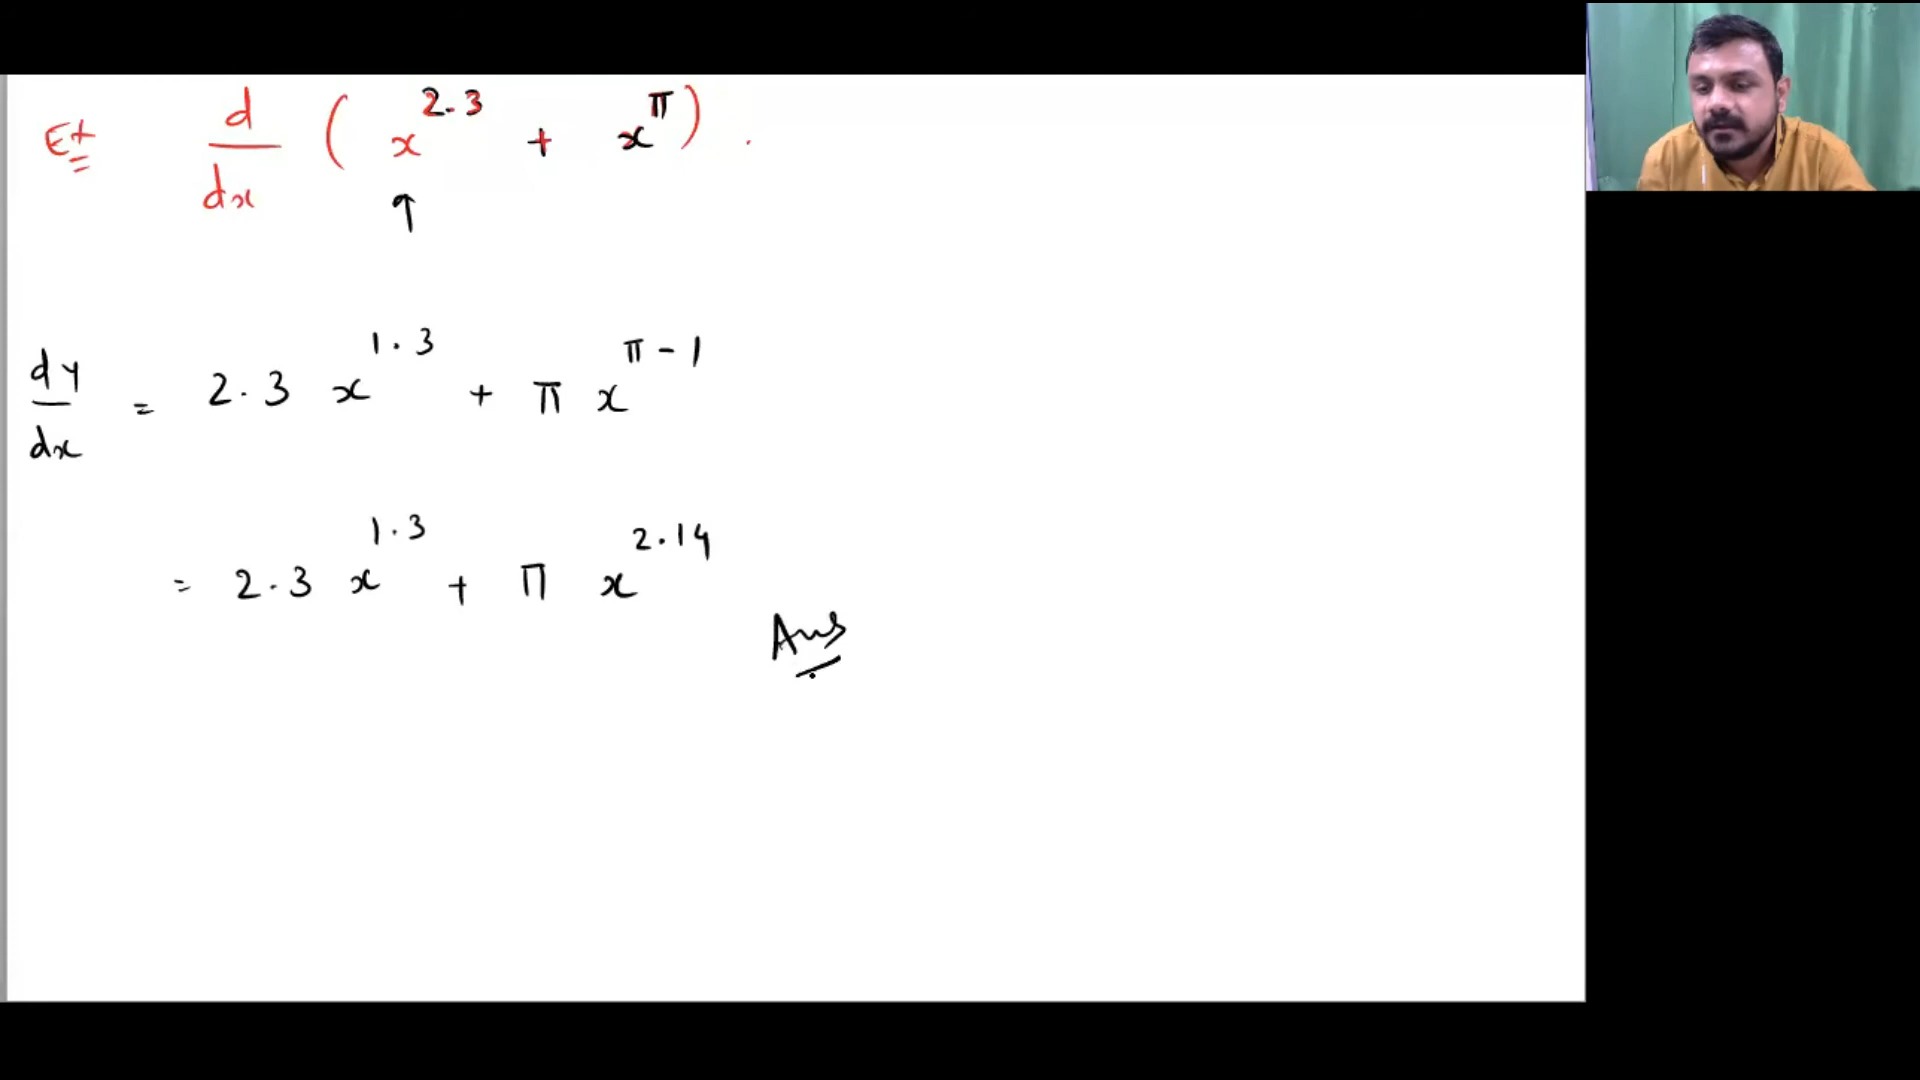 Ex d/dx ( x^2.3 + x^π ) .
↑
dy/dx = 2.3 x^1.3 + π x^π-1
= 2.3 x^1.3 + π x^2.14
Ans